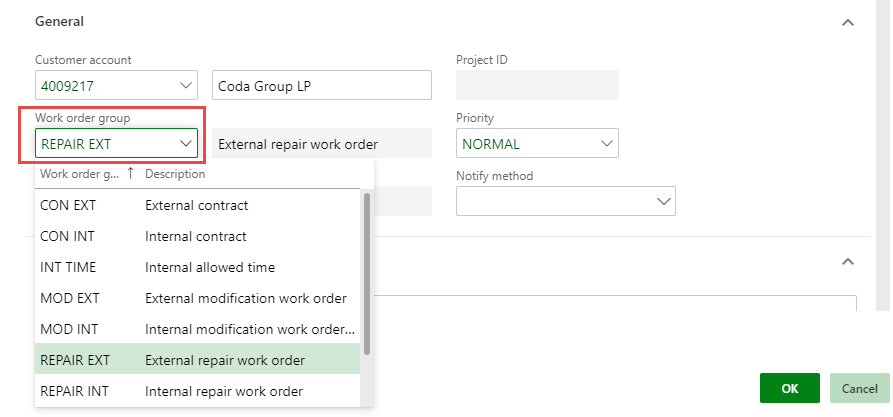 General
Customer account
Project ID
4009217
Coda Group LP
Work order group
Priority
REPAIR EXT
External repair work order
NORMAL
Work order g... ↑ Description
Notify method
CON EXT External contract
CON INT Internal contract
INT TIME Internal allowed time
MOD EXT External modification work order
MOD INT Internal modification work order...
REPAIR EXT External repair work order
REPAIR INT Internal repair work order
OK
Cancel